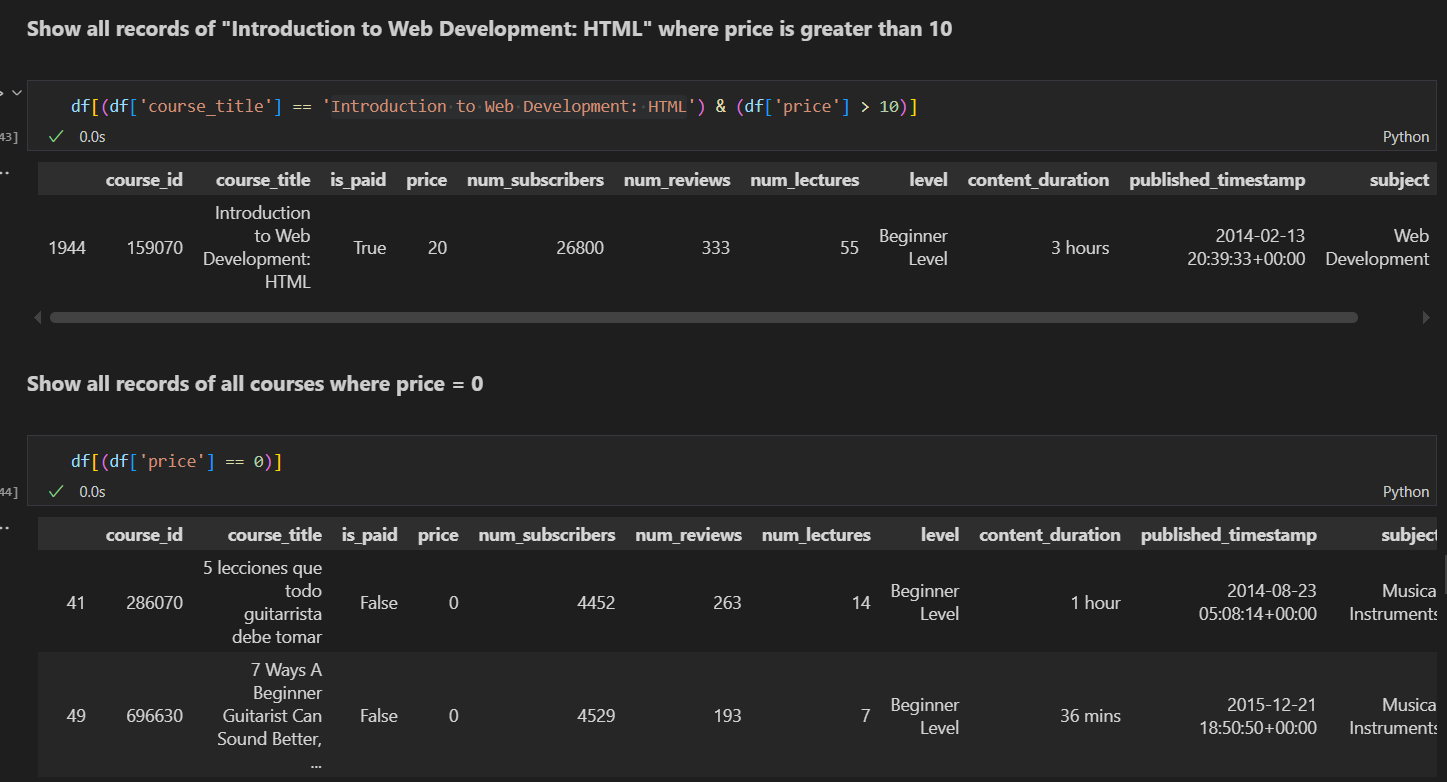 Show all records of "Introduction to Web Development: HTML" where price is greater than 10
df[(df['course_title'] == 'Introduction to Web Development: HTML') & (df['price'] > 10)]
43]
0.0s
Python
course_id course_title is_paid price num_subscribers num_reviews num_lectures level content_duration published_timestamp subject
Introduction
to Web
Development:
HTML
1944 159070 True 20 26800 333 55
Beginner
Level
3 hours
2014-02-13
20:39:33+00:00
Web
Development
Show all records of all courses where price = 0
df[(df['price'] == 0)]
44]
0.0s
Python
course_id course_title is_paid price num_subscribers num_reviews num_lectures level content_duration published_timestamp subject
5 lecciones que
todo
guitarrista
debe tomar
41 286070 False 0 4452 263 14
Beginner
Level
1 hour
2014-08-23
05:08:14+00:00
Musica
Instruments
7 Ways A
Beginner
Guitarist Can
Sound Better,
...
49 696630 False 0 4529 193 7
Beginner
Level
36 mins
2015-12-21
18:50:50+00:00
Musica
Instruments